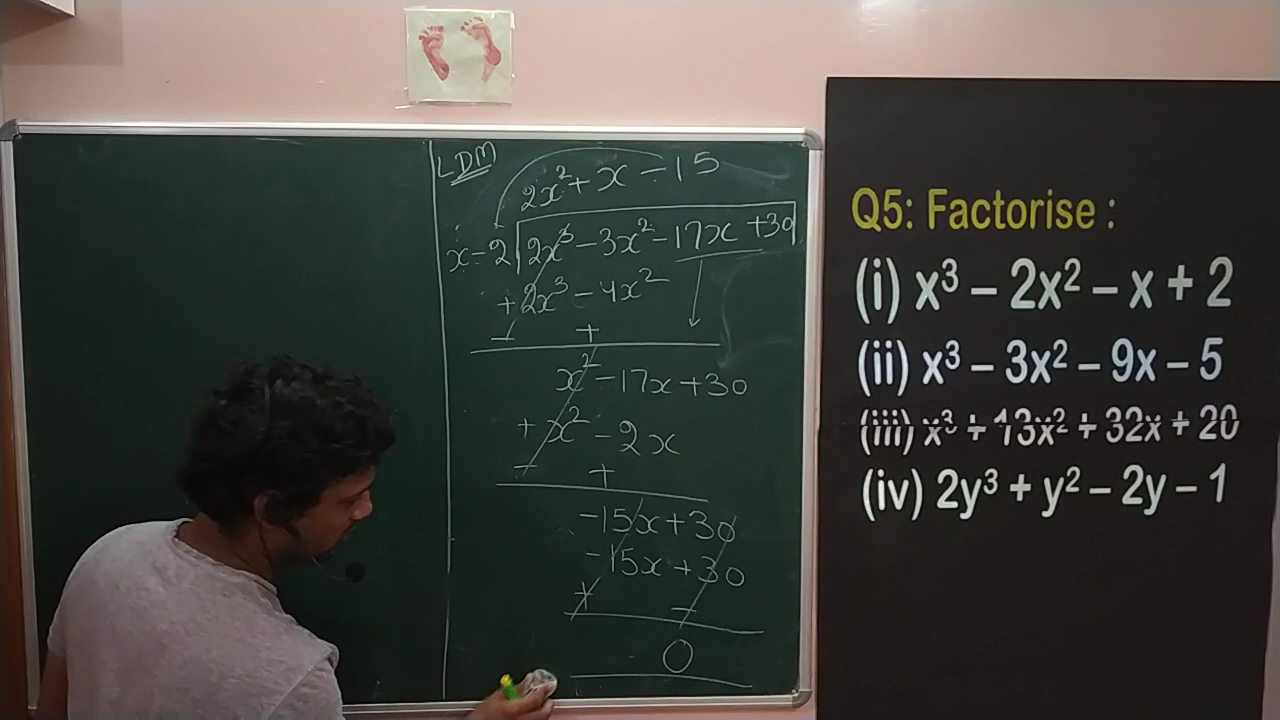 LDM
2x² + x - 15
x - 2 2x³ - 3x² - 17x + 30
+ 2x³ - 4x²
- +
x² - 17x + 30
+ x² - 2x
- +
-15x + 30
-15x + 30
+ -
0
Q5: Factorise :
(i) x³ – 2x² – x + 2
(ii) x³ – 3x² – 9x – 5
(iii) x³ + 13x² + 32x + 20
(iv) 2y³ + y² – 2y – 1